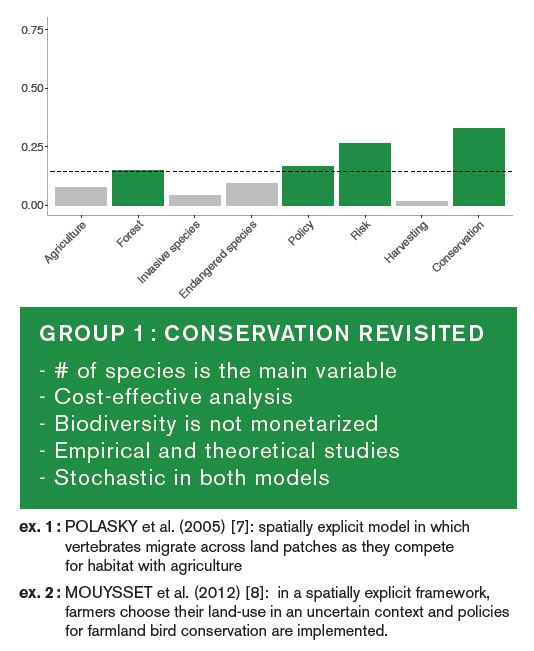 0.75
0.50
0.25
0.00
Agriculture
Forest
Invasive species
Endangered species
Policy
Risk
Harvesting
Conservation
GROUP 1 : CONSERVATION REVISITED
- # of species is the main variable
- Cost-effective analysis
- Biodiversity is not monetarized
- Empirical and theoretical studies
- Stochastic in both models
ex. 1 : POLASKY et al. (2005) [7]: spatially explicit model in which
vertebrates migrate across land patches as they compete
for habitat with agriculture
ex. 2 : MOUYSSET et al. (2012) [8]: in a spatially explicit framework,
farmers choose their land-use in an uncertain context and policies
for farmland bird conservation are implemented.